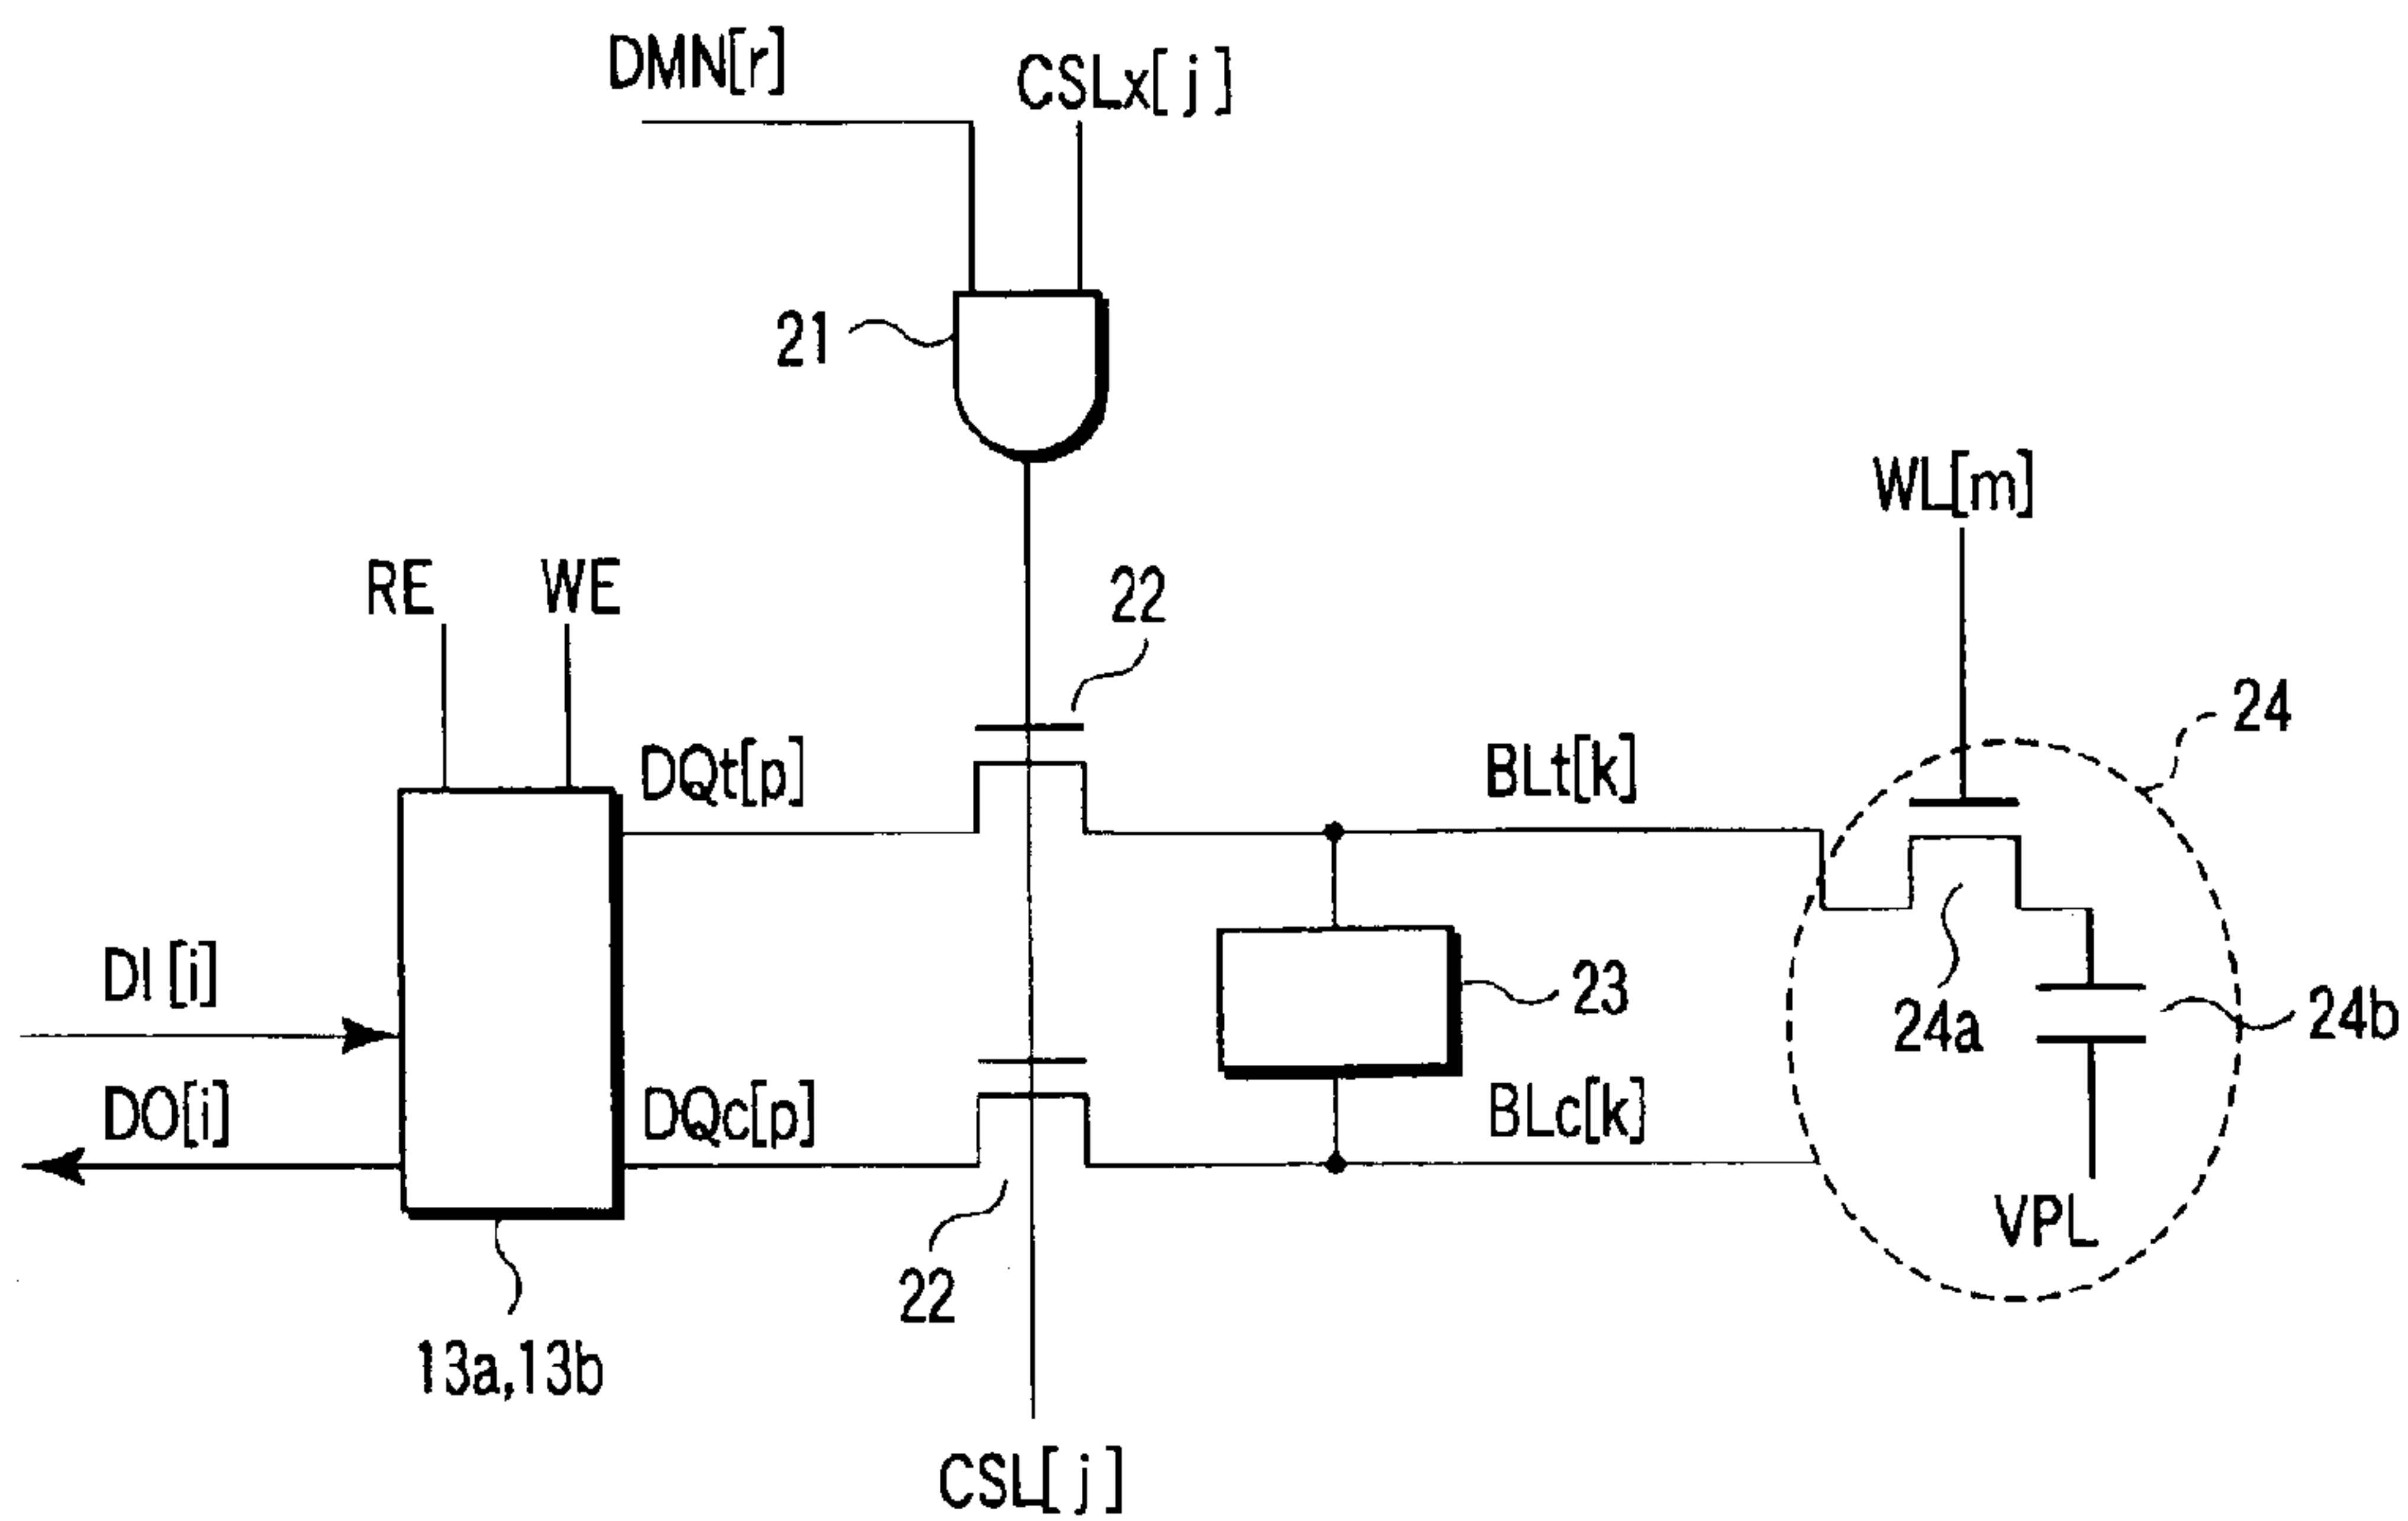 DMN[r]
CSLx[j]
21
WL[m]
RE
WE
22
24
DQt[p]
BLt[k]
DI[i]
23
24a
24b
DO[i]
DQc[p]
BLc[k]
VPL
22
13a,13b
CSL[j]